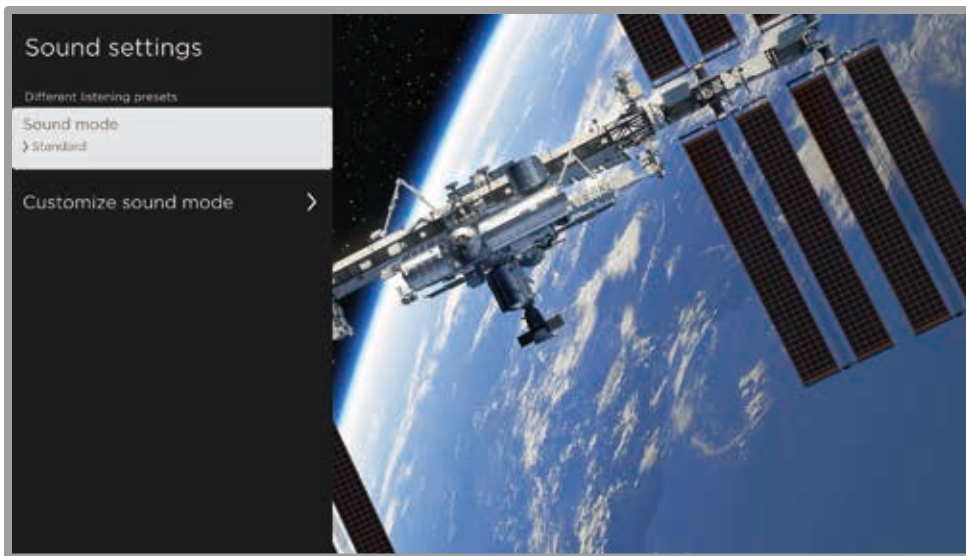 Sound settings
Different listening presets
Sound mode
Standard
Customize sound mode